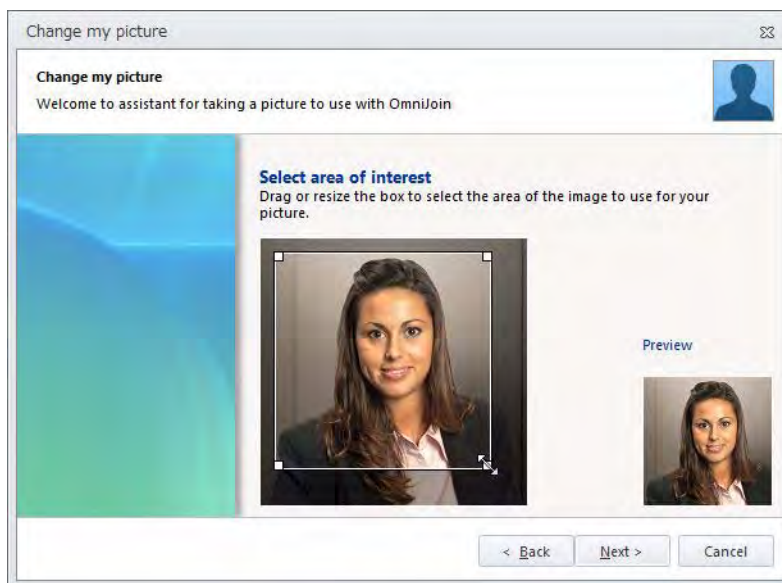 Change my picture
Change my picture
Welcome to assistant for taking a picture to use with OmniJoin
Select area of interest
Drag or resize the box to select the area of the image to use for your
picture.
Preview
< Back
Next >
Cancel